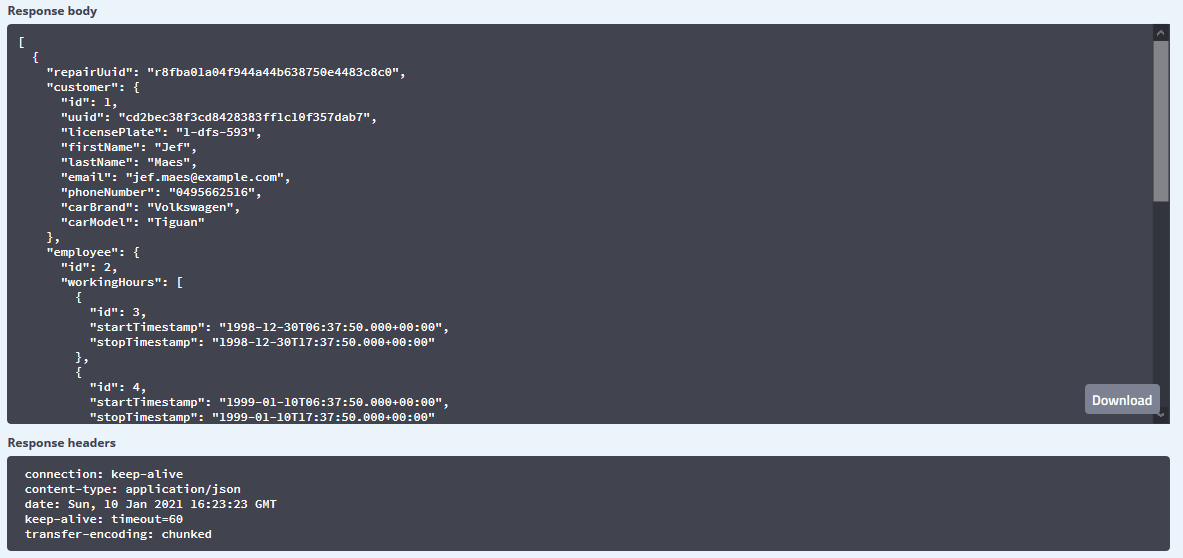 Response body
[
  {
    "repairUuid": "r8fba01a04f944a44b638750e4483c8c0",
    "customer": {
      "id": 1,
      "uuid": "cd2bec38f3cd8428383ff1c10f357dab7",
      "licensePlate": "1-dfs-593",
      "firstName": "Jef",
      "lastName": "Maes",
      "email": "jef.maes@example.com",
      "phoneNumber": "0495662516",
      "carBrand": "Volkswagen",
      "carModel": "Tiguan"
    },
    "employee": {
      "id": 2,
      "workingHours": [
        {
          "id": 3,
          "startTimestamp": "1998-12-30T06:37:50.000+00:00",
          "stopTimestamp": "1998-12-30T17:37:50.000+00:00"
        },
        {
          "id": 4,
          "startTimestamp": "1999-01-10T06:37:50.000+00:00",
          "stopTimestamp": "1999-01-10T17:37:50.000+00:00"
Download
Response headers
connection: keep-alive
content-type: application/json
date: Sun, 10 Jan 2021 16:23:23 GMT
keep-alive: timeout=60
transfer-encoding: chunked